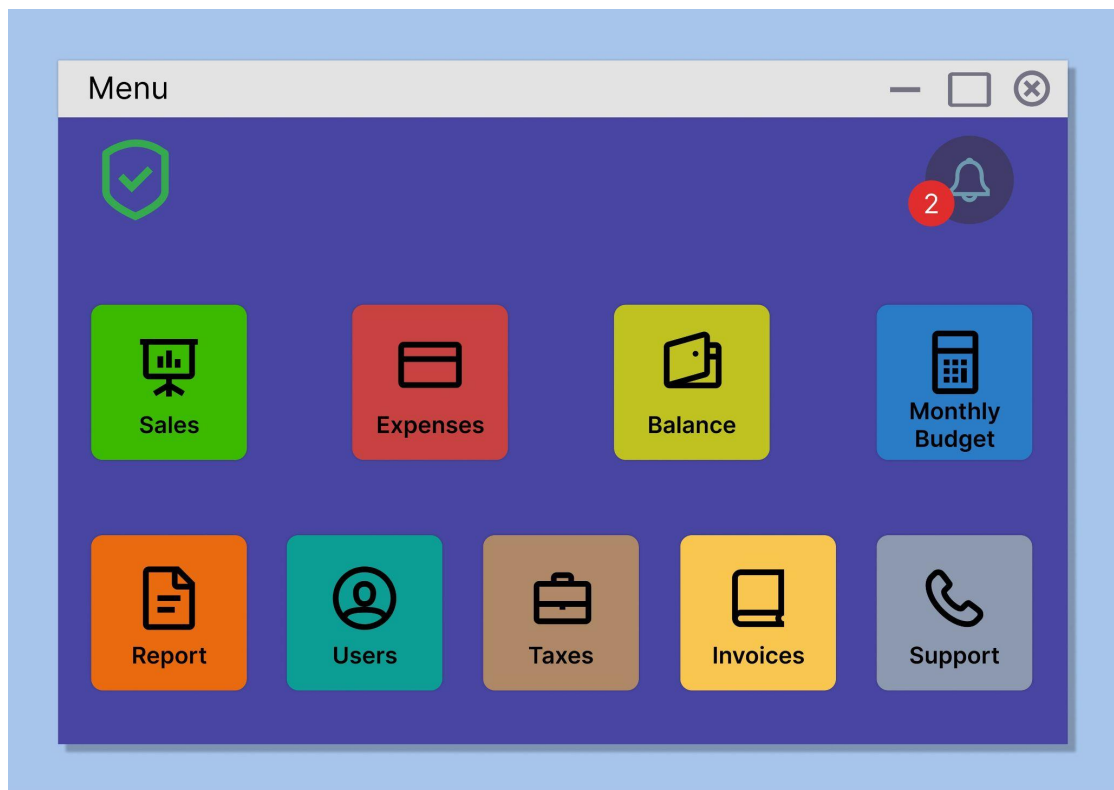 Menu
2
Sales
Expenses
Balance
Monthly
Budget
Report
Users
Taxes
Invoices
Support